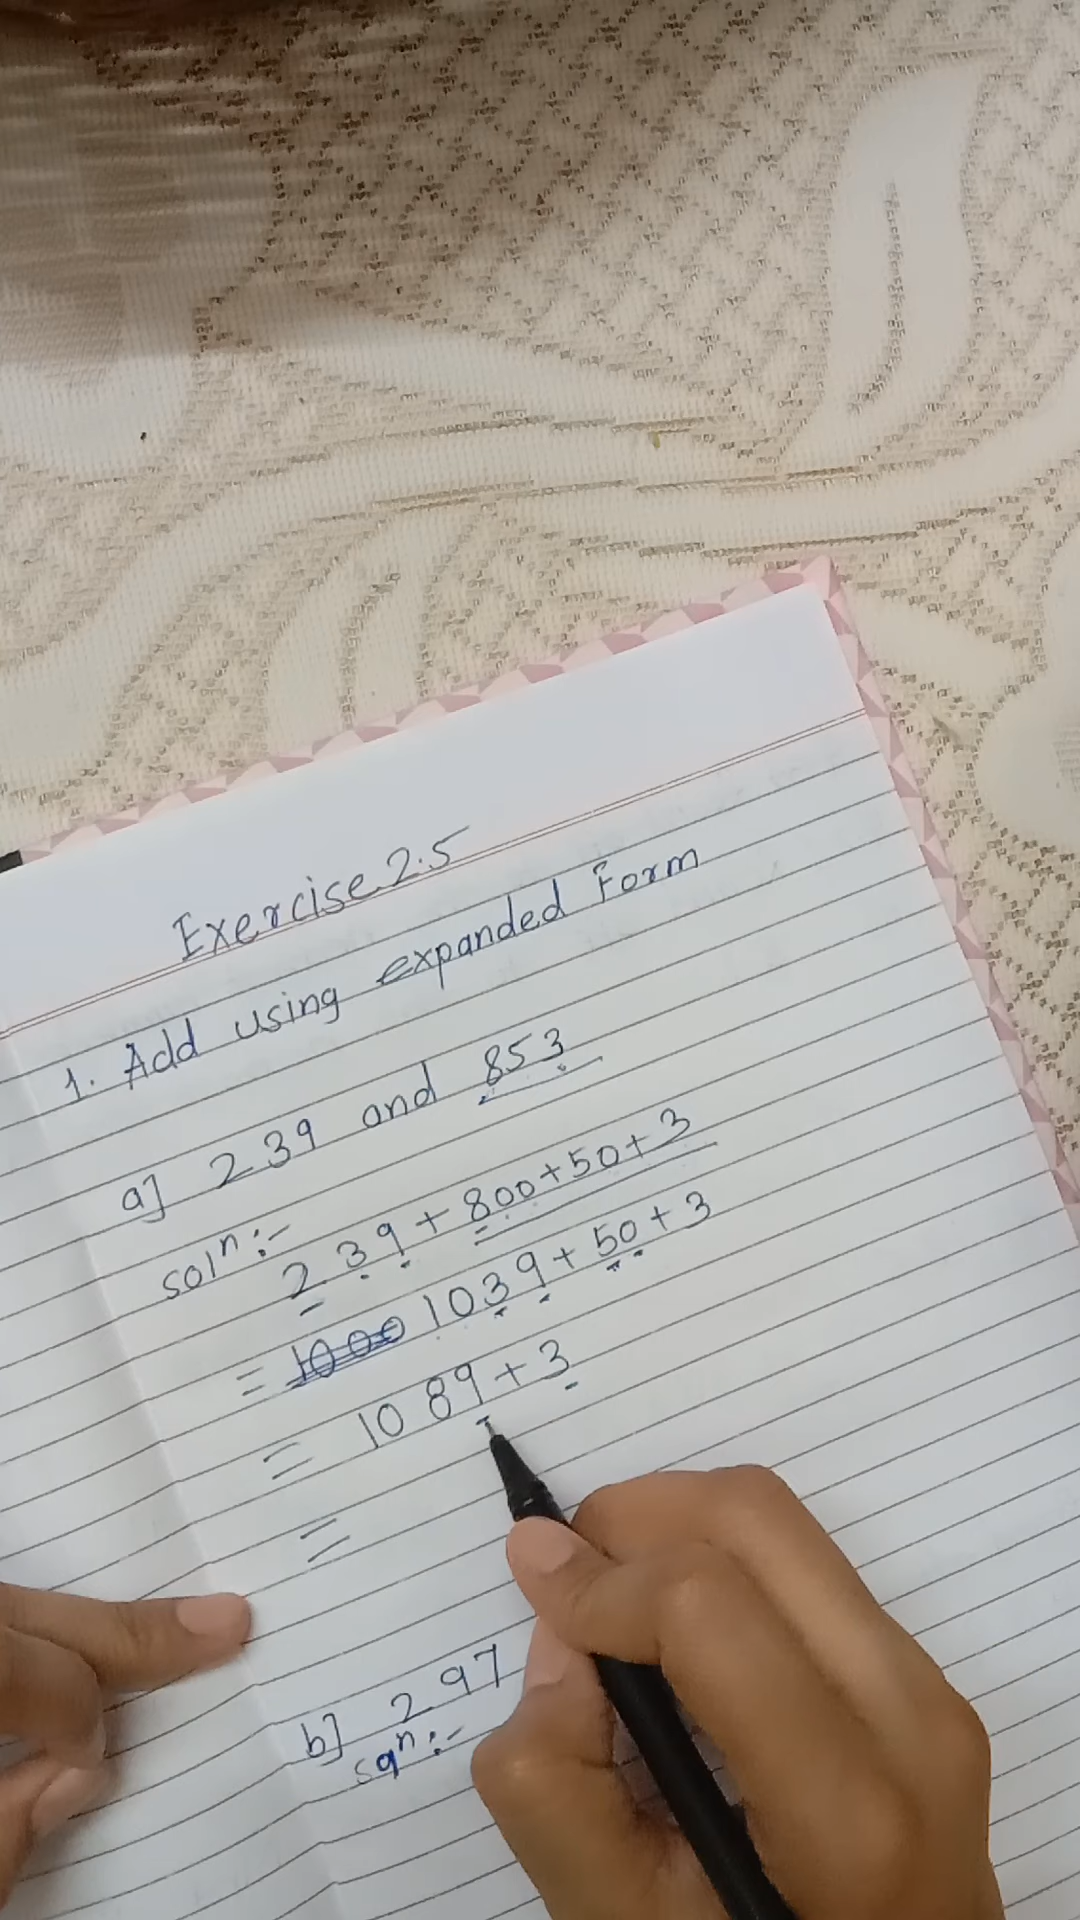 Exercise 2.5
1. Add using expanded Form
a] 239 and 853
solⁿ:- 239 + 800+50+3
= 1000 1039 + 50 + 3
= 1089 + 3
=
b] 297
solⁿ:-